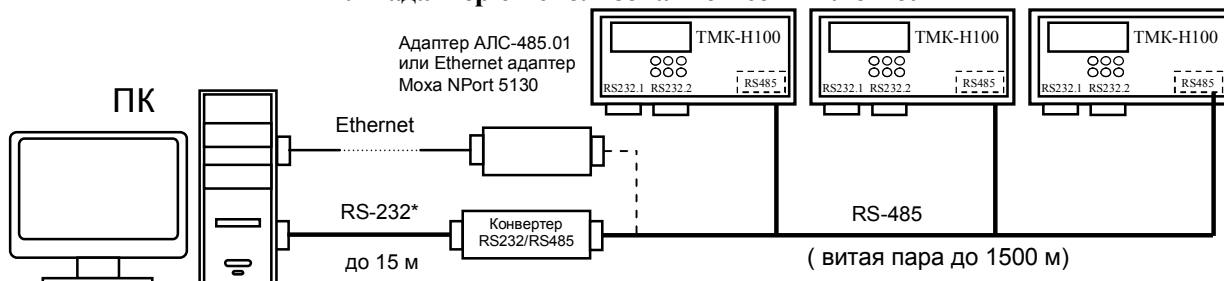 Адаптер АЛС-485.01
или Ethernet адаптер
Moxa NPort 5130
ТМК-Н100
RS232.1 RS232.2
RS485
ТМК-Н100
RS232.1 RS232.2
RS485
ТМК-Н100
RS232.1 RS232.2
RS485
ПК
Ethernet
RS-232*
до 15 м
Конвертер
RS232/RS485
RS-485
( витая пара до 1500 м)